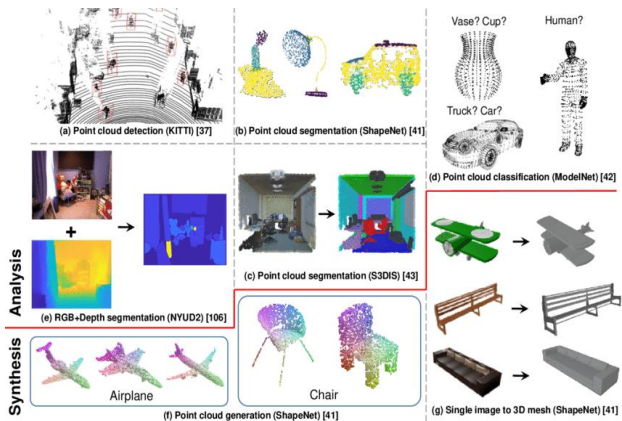 (a) Point cloud detection (KITTI) [37]
(b) Point cloud segmentation (ShapeNet) [41]
Vase? Cup?
Human?
Truck? Car?
(d) Point cloud classification (ModelNet) [42]
Analysis
+
(e) RGB+Depth segmentation (NYUD2) [106]
(c) Point cloud segmentation (S3DIS) [43]
Synthesis
Airplane
Chair
(f) Point cloud generation (ShapeNet) [41]
(g) Single image to 3D mesh (ShapeNet) [41]